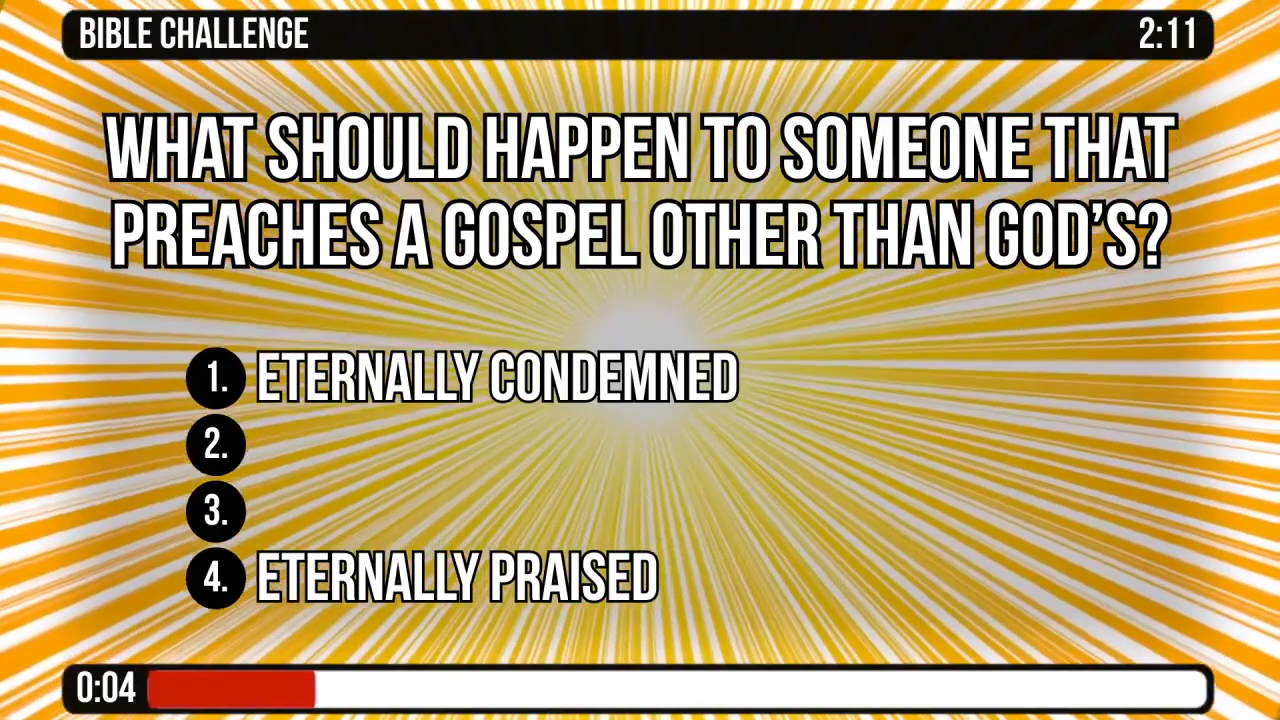 BIBLE CHALLENGE 2:11
WHAT SHOULD HAPPEN TO SOMEONE THAT
PREACHES A GOSPEL OTHER THAN GOD'S?
1. ETERNALLY CONDEMNED
2.
3.
4. ETERNALLY PRAISED
0:04